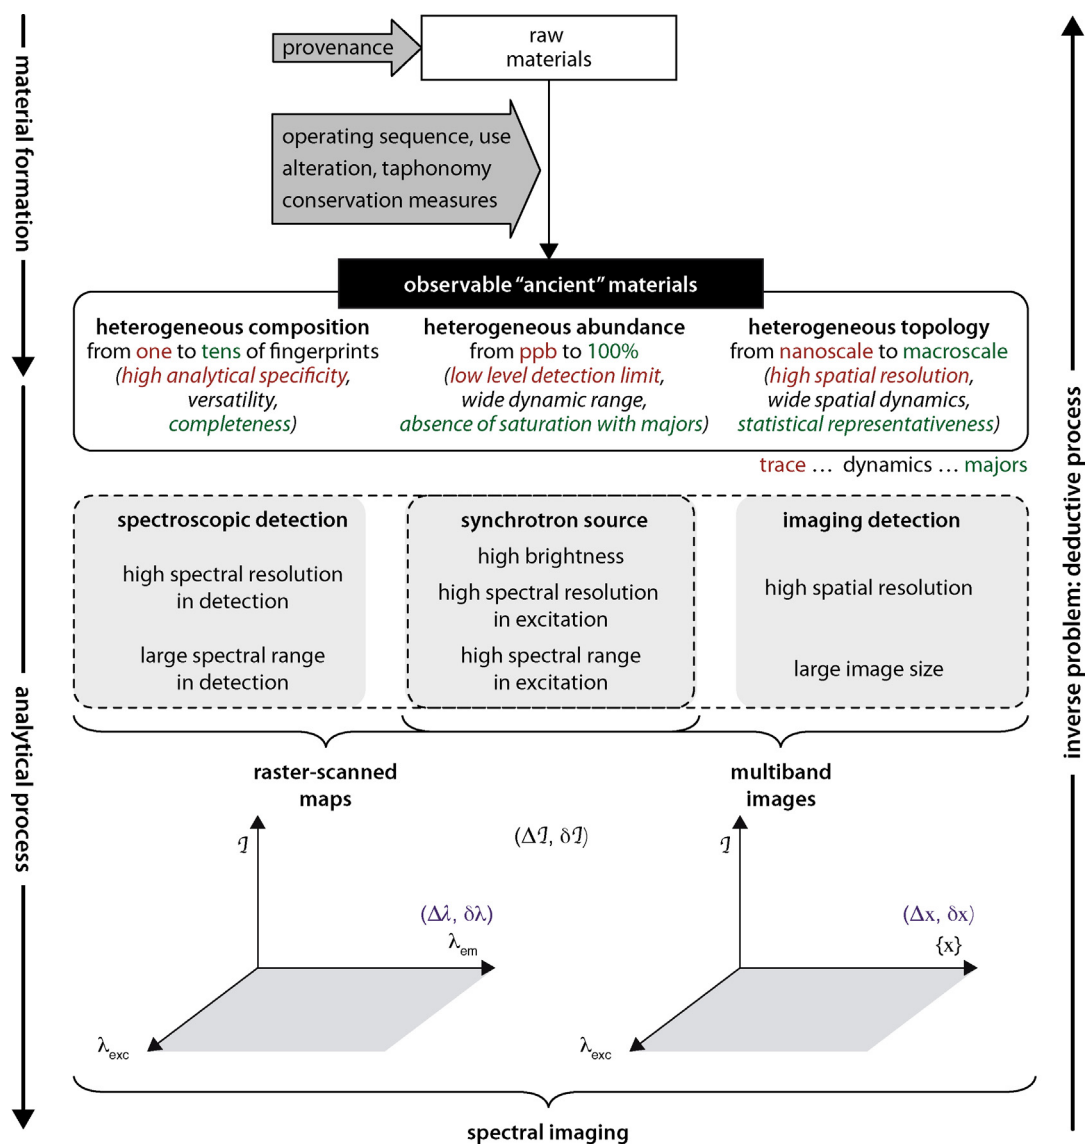 provenance
raw
materials
operating sequence, use
alteration, taphonomy
conservation measures
material formation
observable “ancient” materials
heterogeneous composition
from one to tens of fingerprints
(high analytical specificity,
versatility,
completeness)
heterogeneous abundance
from ppb to 100%
(low level detection limit,
wide dynamic range,
absence of saturation with majors)
heterogeneous topology
from nanoscale to macroscale
(high spatial resolution,
wide spatial dynamics,
statistical representativeness)
trace … dynamics … majors
inverse problem: deductive process
spectroscopic detection
high spectral resolution
in detection
large spectral range
in detection
synchrotron source
high brightness
high spectral resolution
in excitation
high spectral range
in excitation
imaging detection
high spatial resolution
large image size
analytical process
raster-scanned
maps
multiband
images
ℐ
(Δℐ, δℐ)
ℐ
(Δλ, δλ)
λem
λexc
(Δx, δx)
{x}
λexc
spectral imaging